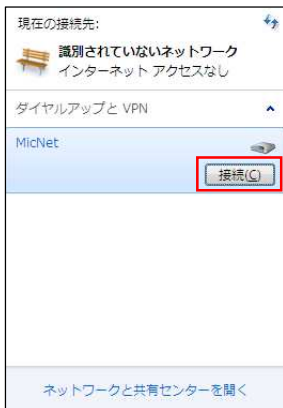 現在の接続先:
識別されていないネットワーク
インターネット アクセスなし
ダイヤルアップと VPN
MicNet
接続(C)
ネットワークと共有センターを開く